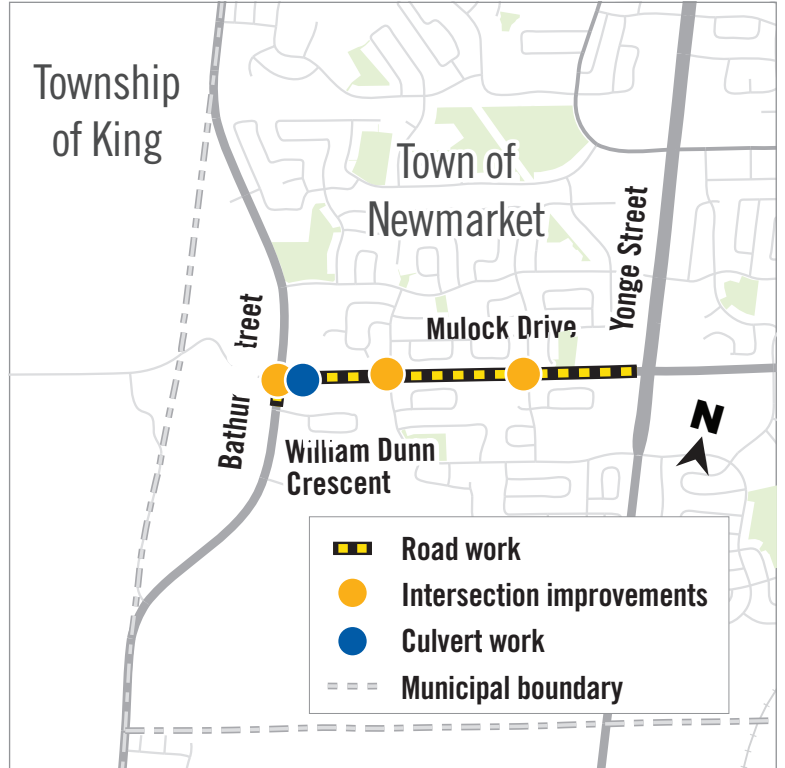 Township
of King
Town of
Newmarket
Yonge Street
Mulock Drive
Bathur treet
William Dunn
Crescent
N
Road work
Intersection improvements
Culvert work
Municipal boundary